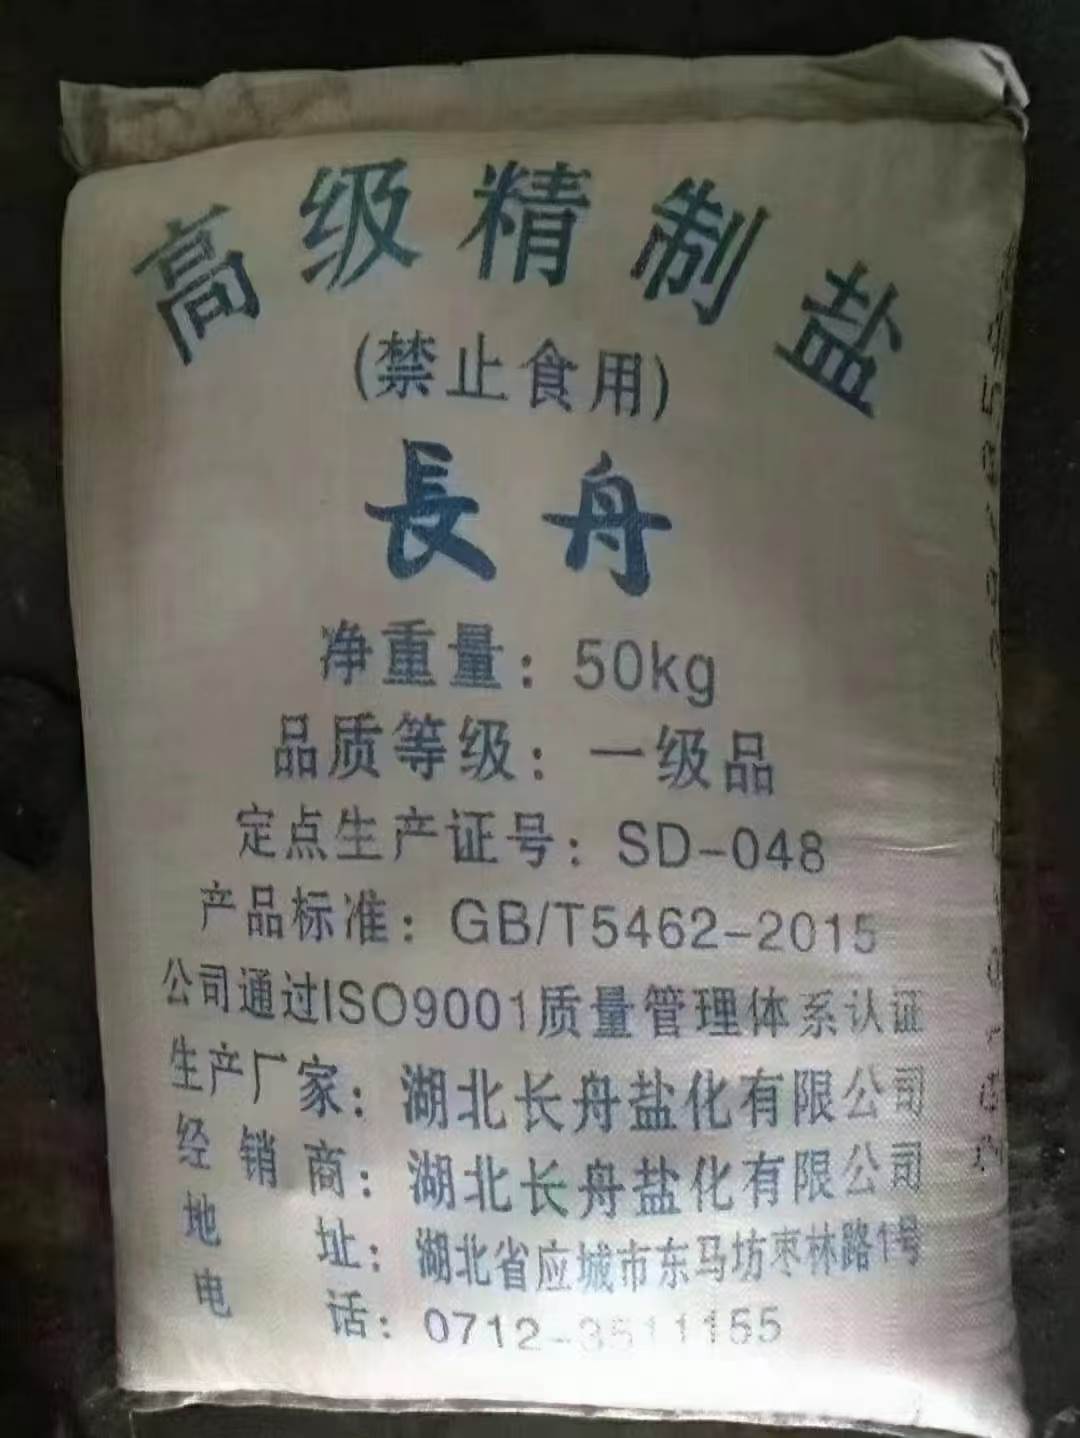 高级精制盐
(禁止食用)
長舟
净重量：50kg
品质等级：一级品
定点生产证号：SD-048
产品标准：GB/T5462-2015
公司通过ISO9001质量管理体系认证
生产厂家：湖北长舟盐化有限公司
经销商：湖北长舟盐化有限公司
地址：湖北省应城市东马坊枣林路1号
电话：0712-3511155